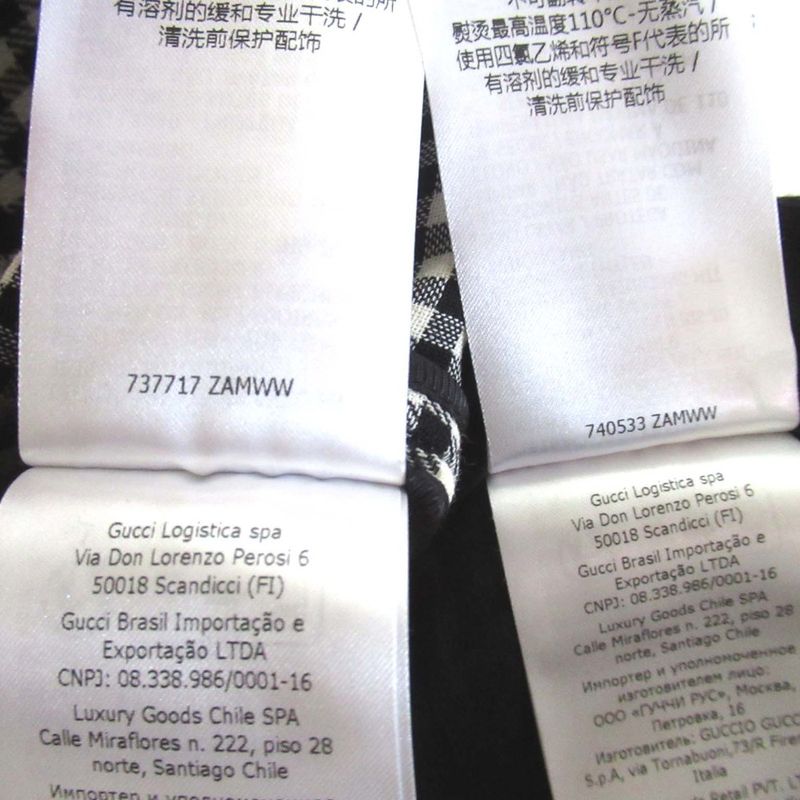 有溶剂的缓和专业干洗 /
清洗前保护配饰
737717 ZAMWW
Gucci Logistica spa
Via Don Lorenzo Perosi 6
50018 Scandicci (FI)
Gucci Brasil Importação e
Exportação LTDA
CNPJ: 08.338.986/0001-16
Luxury Goods Chile SPA
Calle Miraflores n. 222, piso 28
norte, Santiago Chile
熨烫最高温度110°C-无蒸汽 /
使用四氯乙烯和符号F代表的所
有溶剂的缓和专业干洗 /
清洗前保护配饰
740533 ZAMWW
Gucci Logistica spa
Via Don Lorenzo Perosi 6
50018 Scandicci (FI)
Gucci Brasil Importação e
Exportação LTDA
CNPJ: 08.338.986/0001-16
Luxury Goods Chile SPA
Calle Miraflores n. 222, piso 28
norte, Santiago Chile
Импортер и уполномоченное
изготовителем лицо:
ООО «ГУЧЧИ РУС», Москва,
Петровка, 16
Изготовитель: GUCCIO GUCC
S.p.A, via Tornabuoni,73/R Firen
Italia
Retail PVT. L